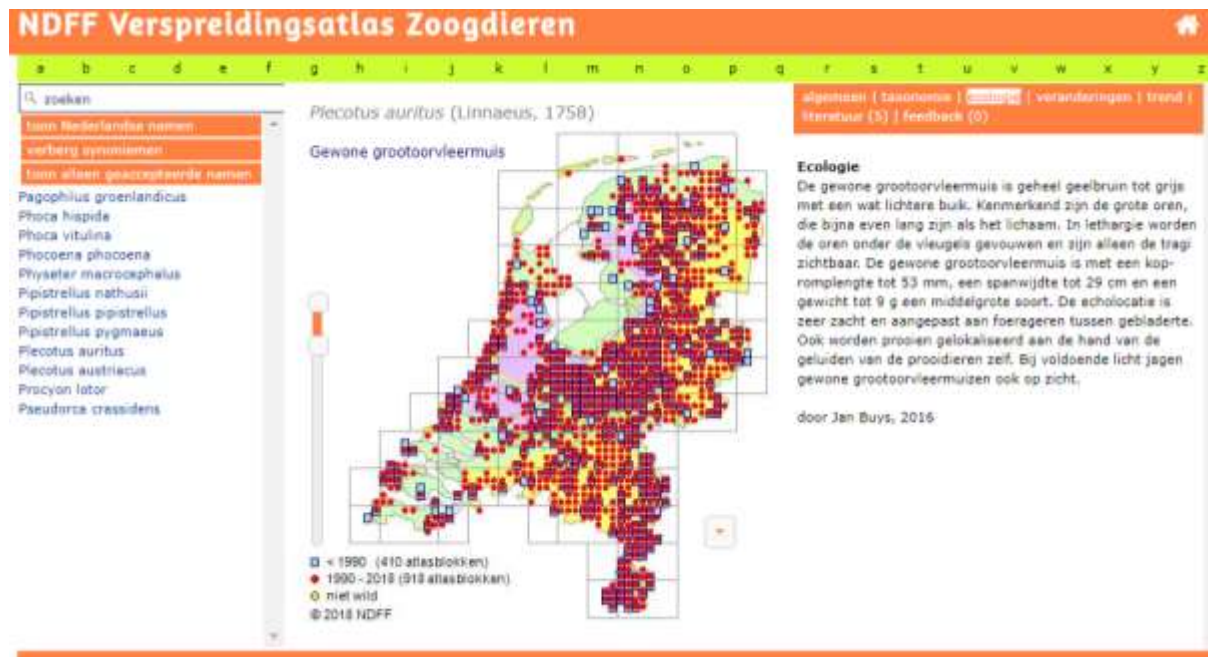 NDFF Verspreidingsatlas Zoogdieren
a b c d e f g h i j k l m n o p q r s t u v w x y z
zoeken
toon Nederlandse namen
verberg synoniemen
toon alleen geaccepteerde namen
Pagophilus groenlandicus
Phoca hispida
Phoca vitulina
Phocoena phocoena
Physeter macrocephalus
Pipistrellus nathusii
Pipistrellus pipistrellus
Pipistrellus pygmaeus
Plecotus auritus
Plecotus austriacus
Procyon lotor
Pseudorca crassidens
Plecotus auritus (Linnaeus, 1758)
Gewone grootoorvleermuis
< 1990 (410 atlasblokken)
1990 - 2018 (918 atlasblokken)
niet wild
© 2018 NDFF
algemeen | taxonomie | ecologie | veranderingen | trend |
literatuur (5) | feedback (0)
Ecologie
De gewone grootoorvleermuis is geheel geelbruin tot grijs
met een wat lichtere buik. Kenmerkend zijn de grote oren,
die bijna even lang zijn als het lichaam. In lethargie worden
de oren onder de vleugels gevouwen en zijn alleen de tragi
zichtbaar. De gewone grootoorvleermuis is met een kop-
romplengte tot 53 mm, een spanwijdte tot 29 cm en een
gewicht tot 9 g een middelgrote soort. De echolocatie is
zeer zacht en aangepast aan foerageren tussen gebladerte.
Ook worden prooien gelokaliseerd aan de hand van de
geluiden van de prooidieren zelf. Bij voldoende licht jagen
gewone grootoorvleermuizen ook op zicht.
door Jan Buys, 2016